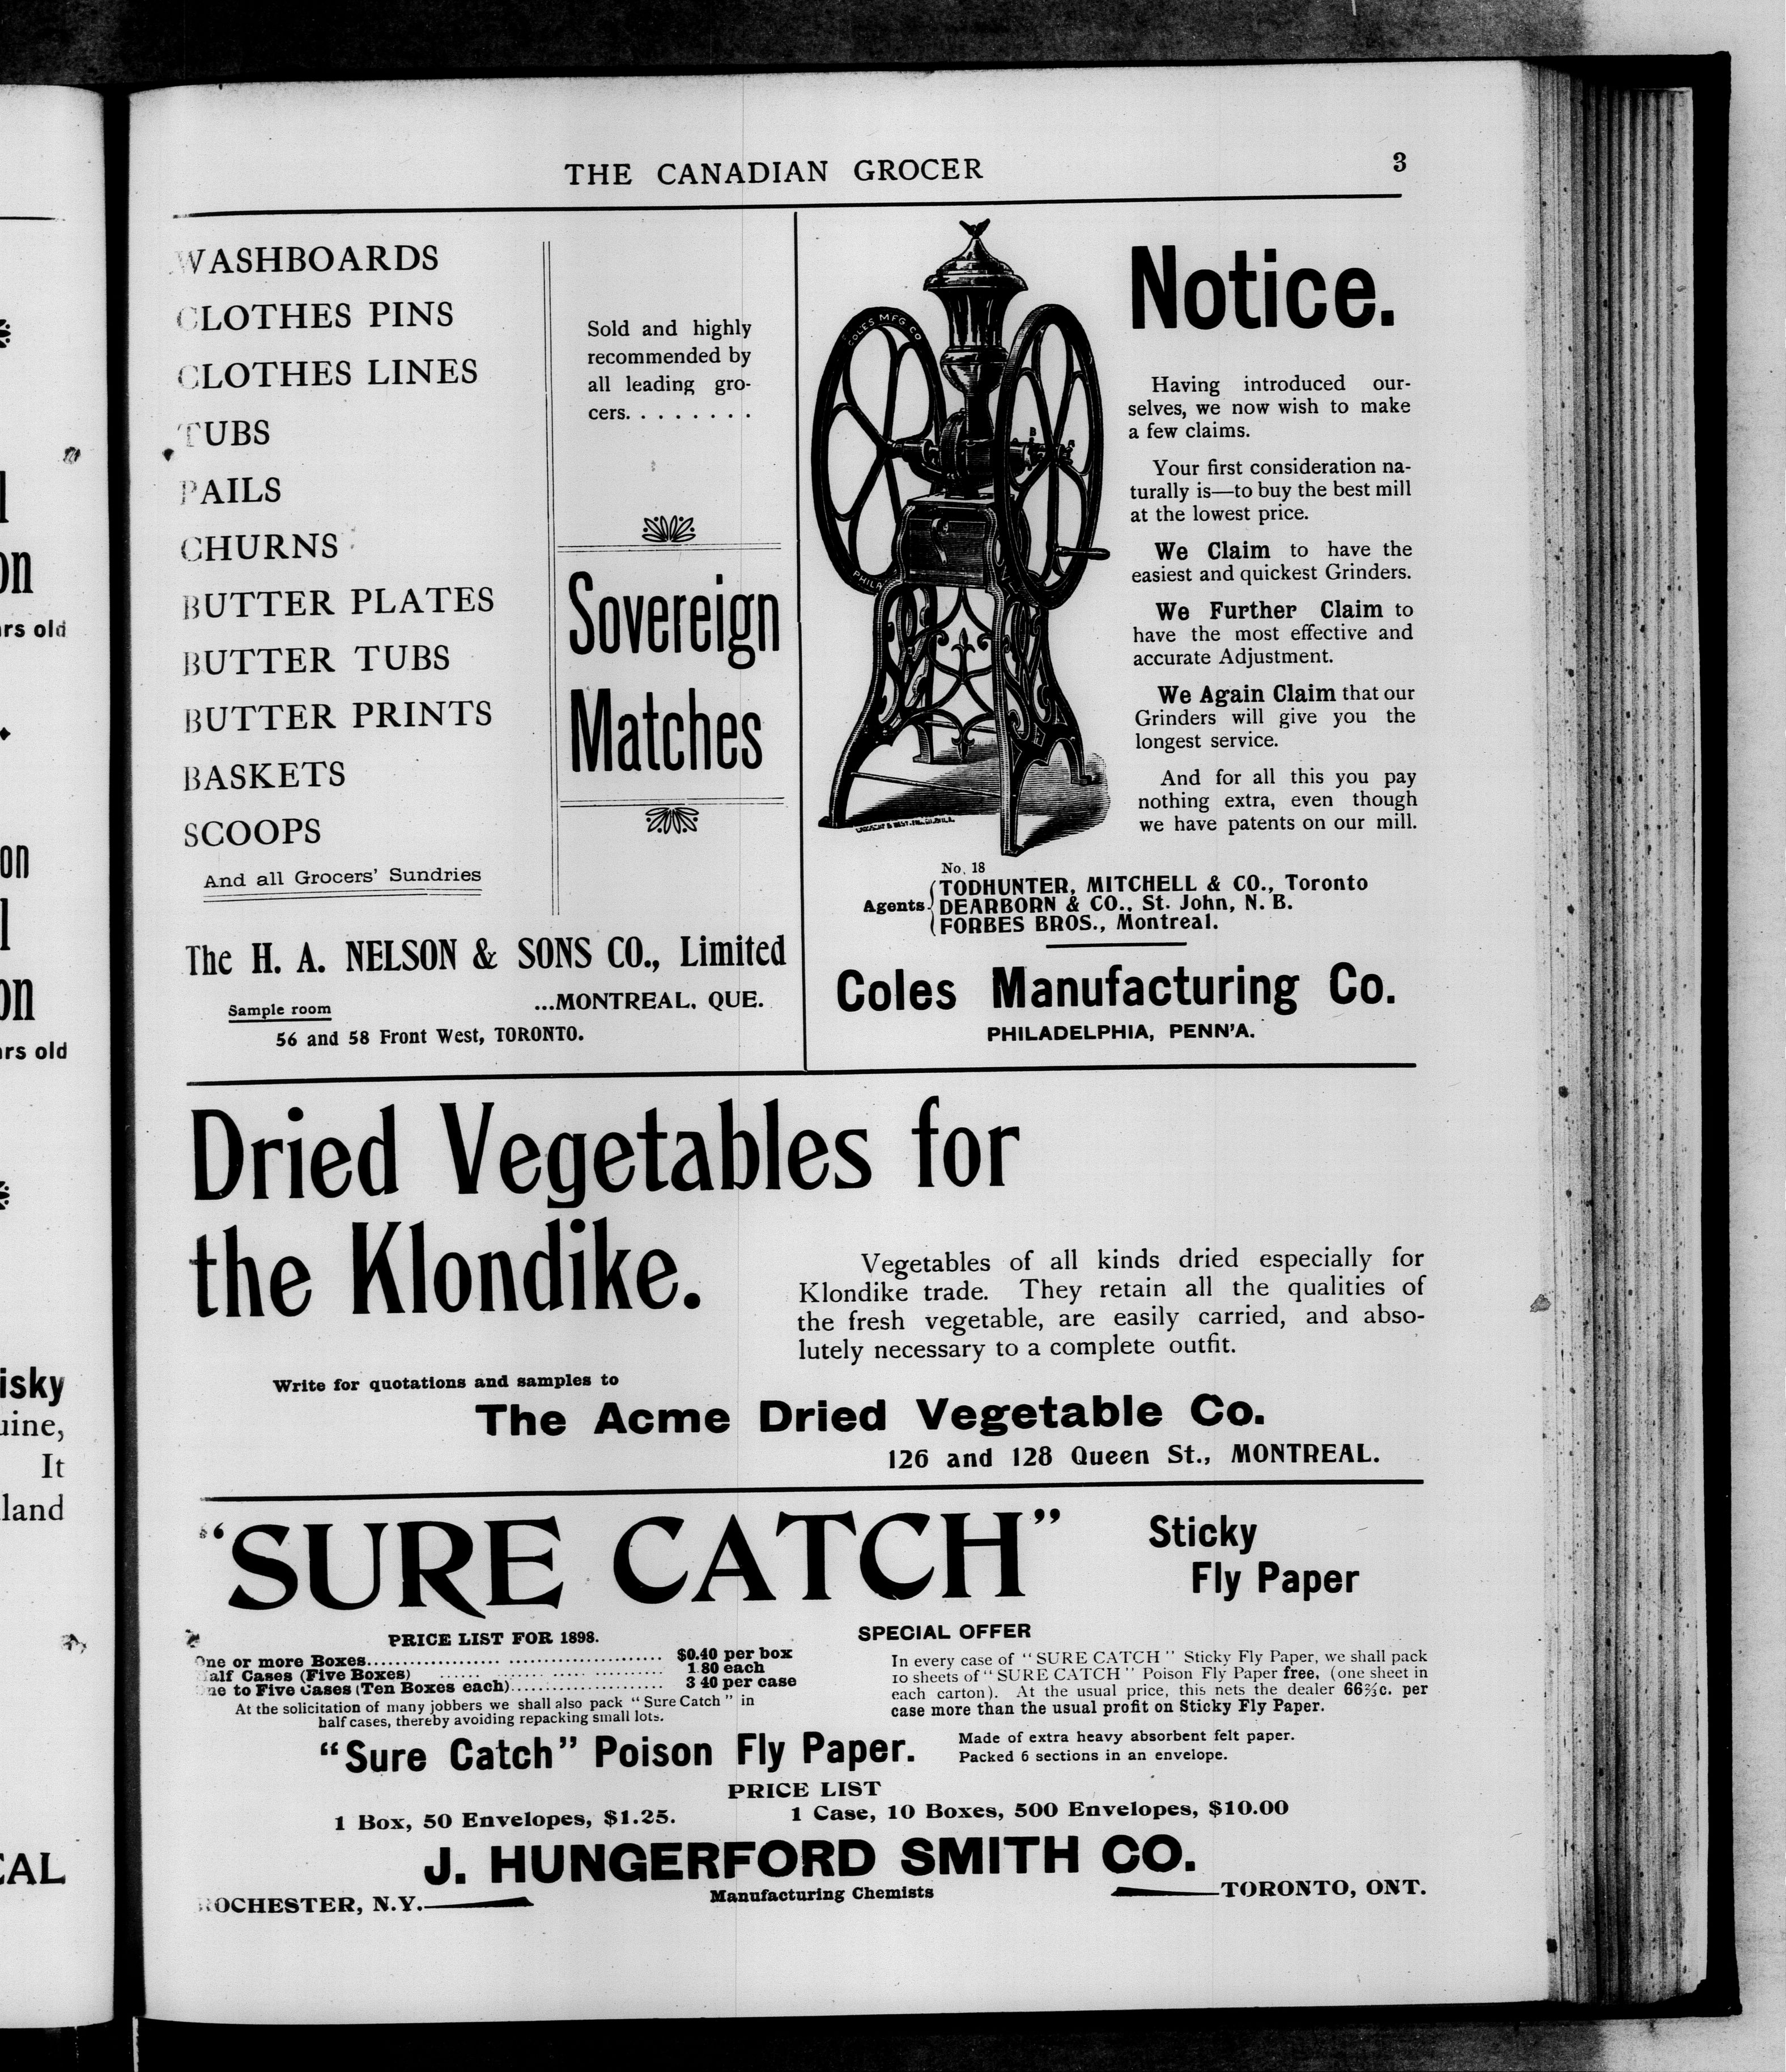 THE CANADIAN GROCER
3
WASHBOARDS
CLOTHES PINS
CLOTHES LINES
TUBS
PAILS
CHURNS
BUTTER PLATES
BUTTER TUBS
BUTTER PRINTS
BASKETS
SCOOPS
And all Grocers' Sundries
Sold and highly
recommended by
all leading gro-
cers. . . . . . . .
Sovereign
Matches
The H. A. NELSON & SONS CO., Limited
...MONTREAL, QUE.
Sample room
56 and 58 Front West, TORONTO.
COLES MFG CO
PHILA
Notice.
Having introduced our-
selves, we now wish to make
a few claims.
Your first consideration na-
turally is—to buy the best mill
at the lowest price.
We Claim to have the
easiest and quickest Grinders.
We Further Claim to
have the most effective and
accurate Adjustment.
We Again Claim that our
Grinders will give you the
longest service.
And for all this you pay
nothing extra, even though
we have patents on our mill.
No. 18
Agents
TODHUNTER, MITCHELL & CO., Toronto
DEARBORN & CO., St. John, N. B.
FORBES BROS., Montreal.
Coles Manufacturing Co.
PHILADELPHIA, PENN'A.
Dried Vegetables for
the Klondike.
Vegetables of all kinds dried especially for
Klondike trade. They retain all the qualities of
the fresh vegetable, are easily carried, and abso-
lutely necessary to a complete outfit.
Write for quotations and samples to
The Acme Dried Vegetable Co.
126 and 128 Queen St., MONTREAL.
"SURE CATCH"
Sticky
Fly Paper
PRICE LIST FOR 1898.
One or more Boxes........................................ $0.40 per box
Half Cases (Five Boxes) ........................ 1.80 each
One to Five Cases (Ten Boxes each)........................ 3 40 per case
At the solicitation of many jobbers we shall also pack "Sure Catch" in
half cases, thereby avoiding repacking small lots.
SPECIAL OFFER
In every case of "SURE CATCH" Sticky Fly Paper, we shall pack
10 sheets of "SURE CATCH" Poison Fly Paper free, (one sheet in
each carton). At the usual price, this nets the dealer 66⅔c. per
case more than the usual profit on Sticky Fly Paper.
"Sure Catch" Poison Fly Paper.
Made of extra heavy absorbent felt paper.
Packed 6 sections in an envelope.
PRICE LIST
1 Box, 50 Envelopes, $1.25.
1 Case, 10 Boxes, 500 Envelopes, $10.00
J. HUNGERFORD SMITH CO.
ROCHESTER, N.Y.
Manufacturing Chemists
TORONTO, ONT.